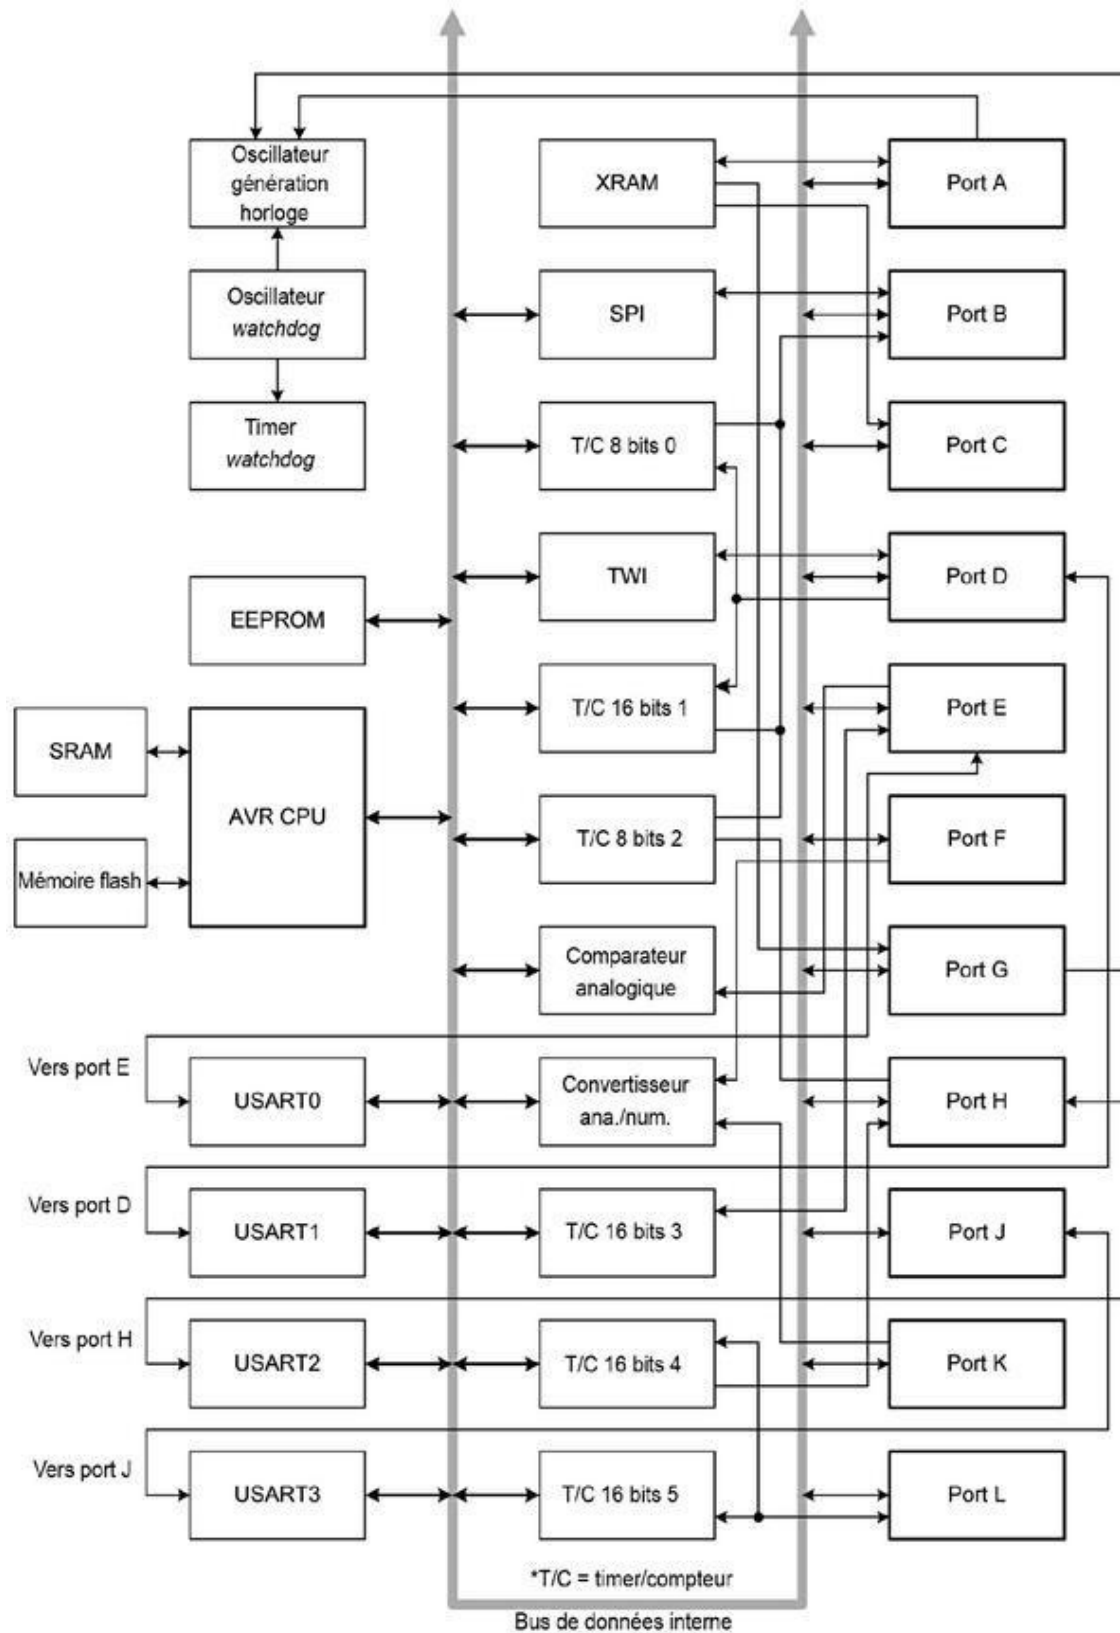 Oscillateur
génération
horloge
XRAM
Port A
Oscillateur
watchdog
SPI
Port B
Timer
watchdog
T/C 8 bits 0
Port C
EEPROM
TWI
Port D
SRAM
AVR CPU
T/C 16 bits 1
Port E
Mémoire flash
T/C 8 bits 2
Port F
Comparateur
analogique
Port G
Vers port E
USART0
Convertisseur
ana./num.
Port H
Vers port D
USART1
T/C 16 bits 3
Port J
Vers port H
USART2
T/C 16 bits 4
Port K
Vers port J
USART3
T/C 16 bits 5
Port L
*T/C = timer/compteur
Bus de données interne